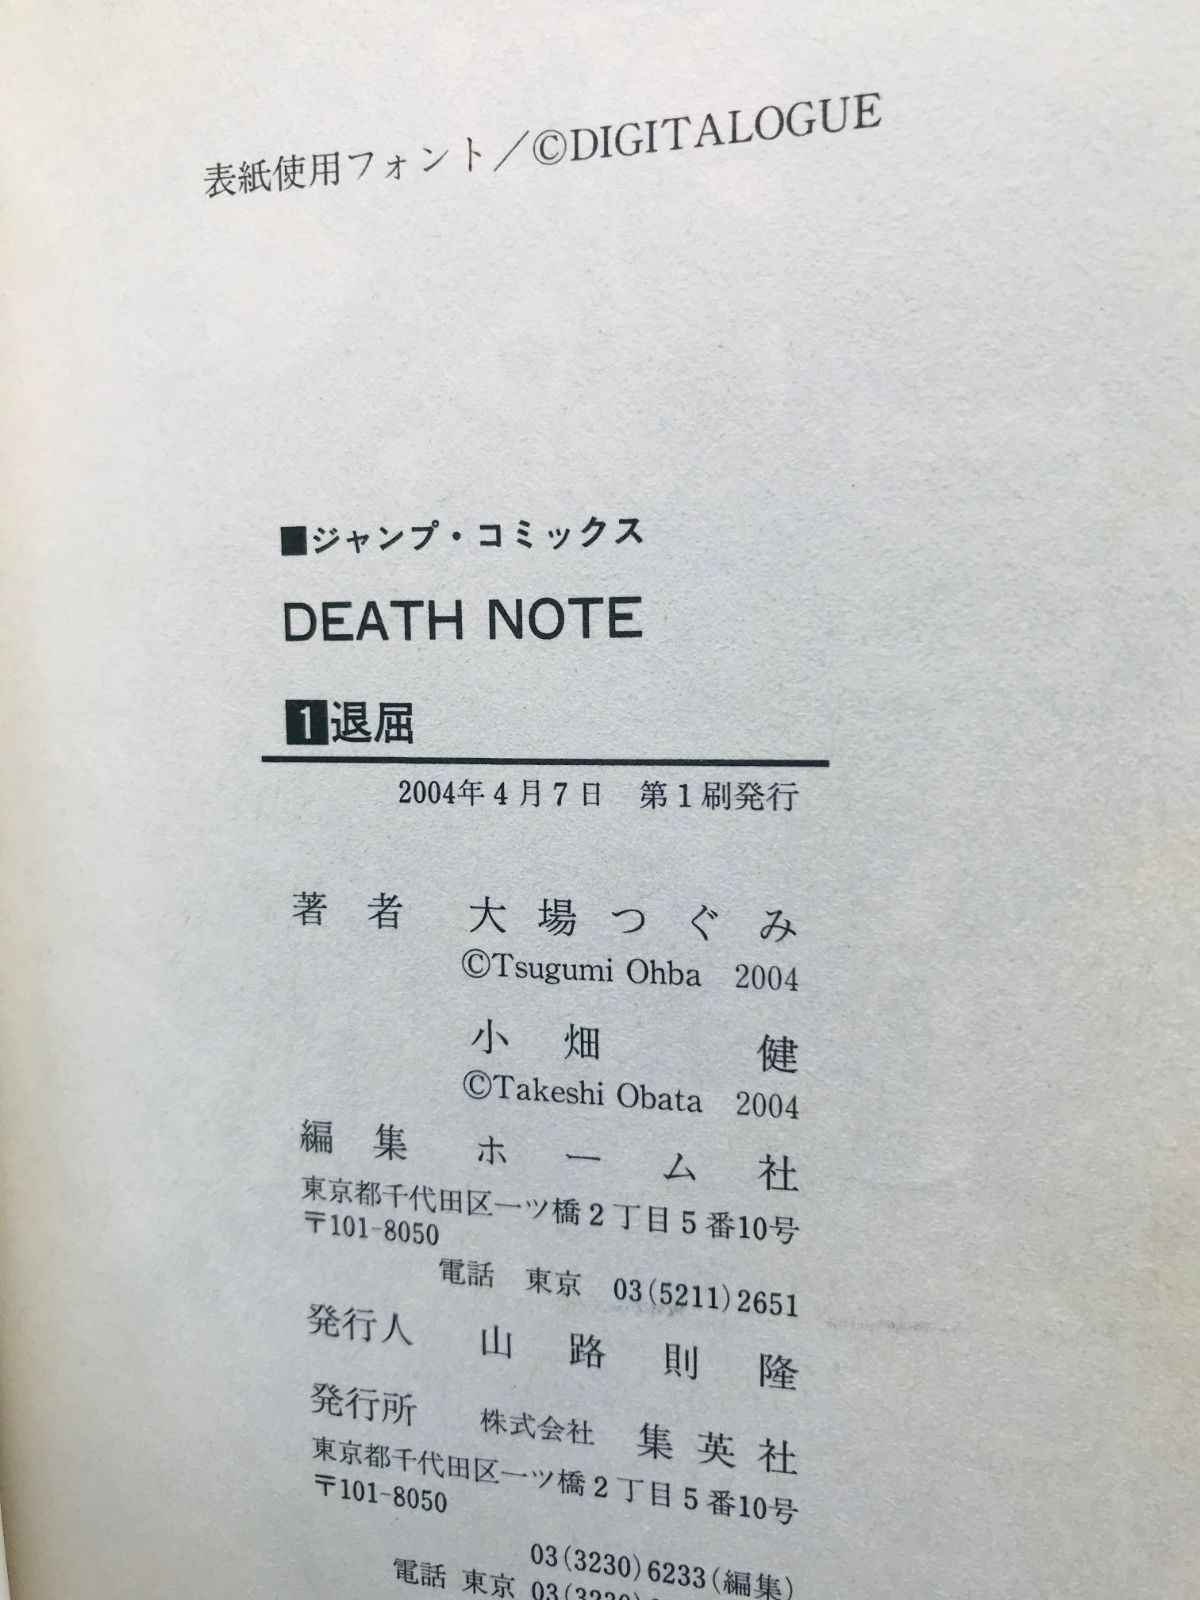 表紙使用フォント／©DIGITALOGUE
■ジャンプ・コミックス
DEATH NOTE
1退屈
2004年4月7日　第1刷発行
著者　大場つぐみ
©Tsugumi Ohba 2004
小畑　健
©Takeshi Obata 2004
編集　ホーム社
東京都千代田区一ツ橋2丁目5番10号
〒101-8050
電話　東京　03(5211)2651
発行人　山路則隆
発行所　株式会社 集英社
東京都千代田区一ツ橋2丁目5番10号
〒101-8050
03(3230)6233(編集)
電話 東京